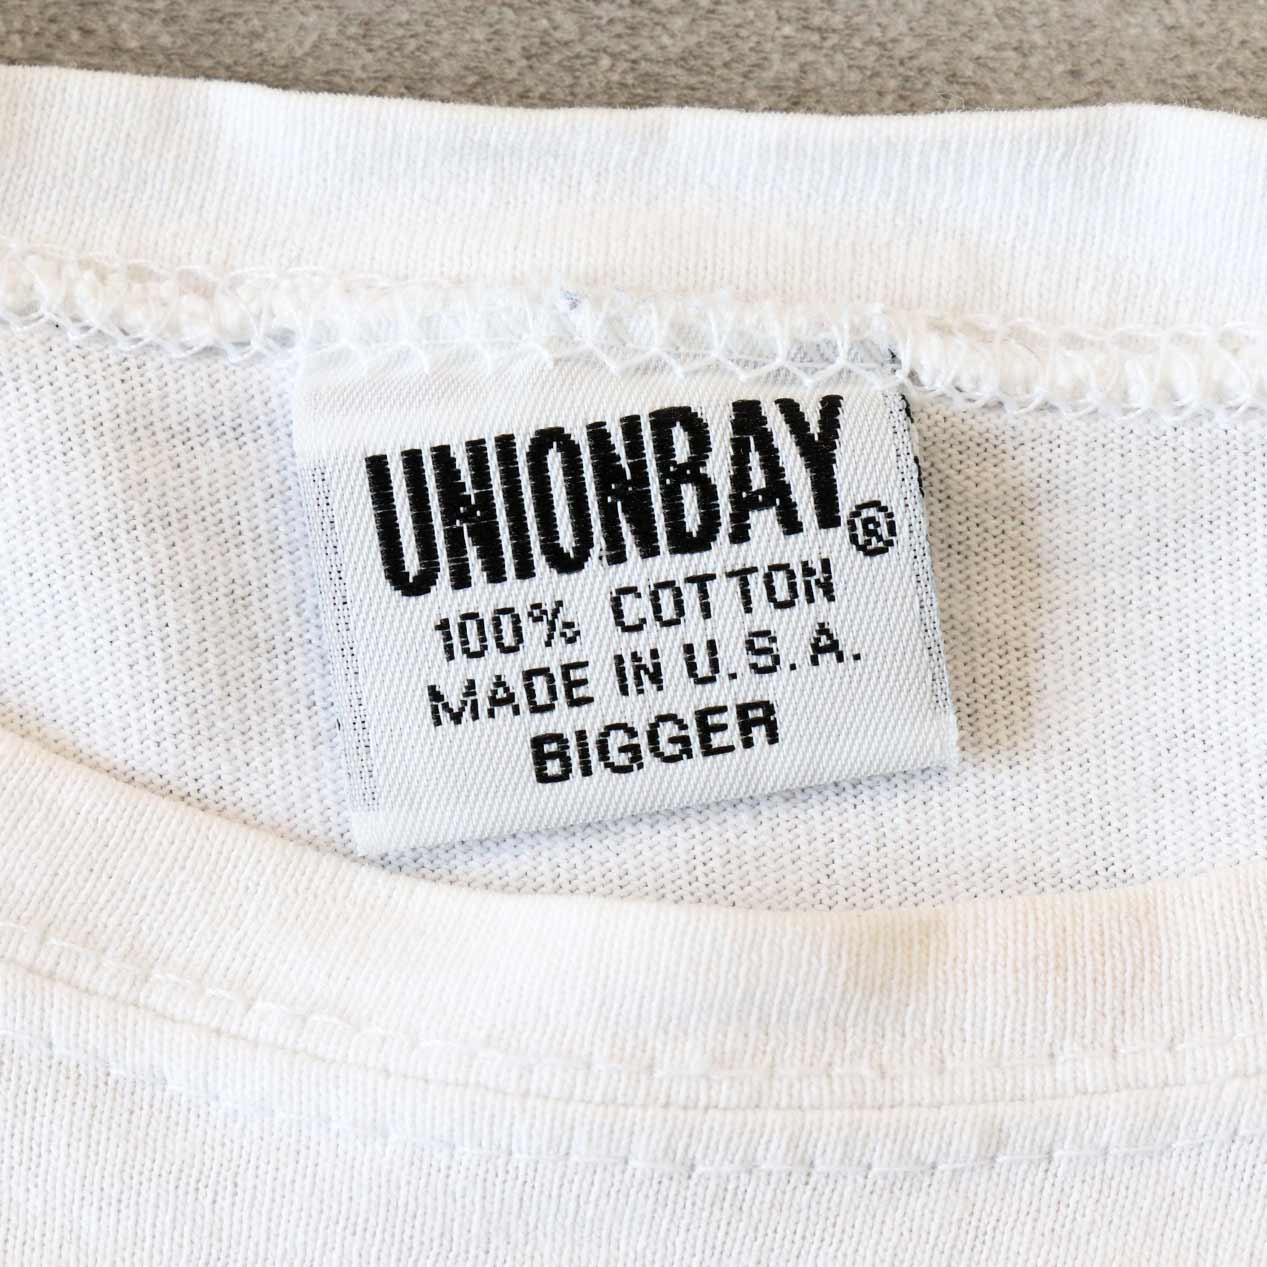 UNIONBAY®
100% COTTON
MADE IN U.S.A.
BIGGER